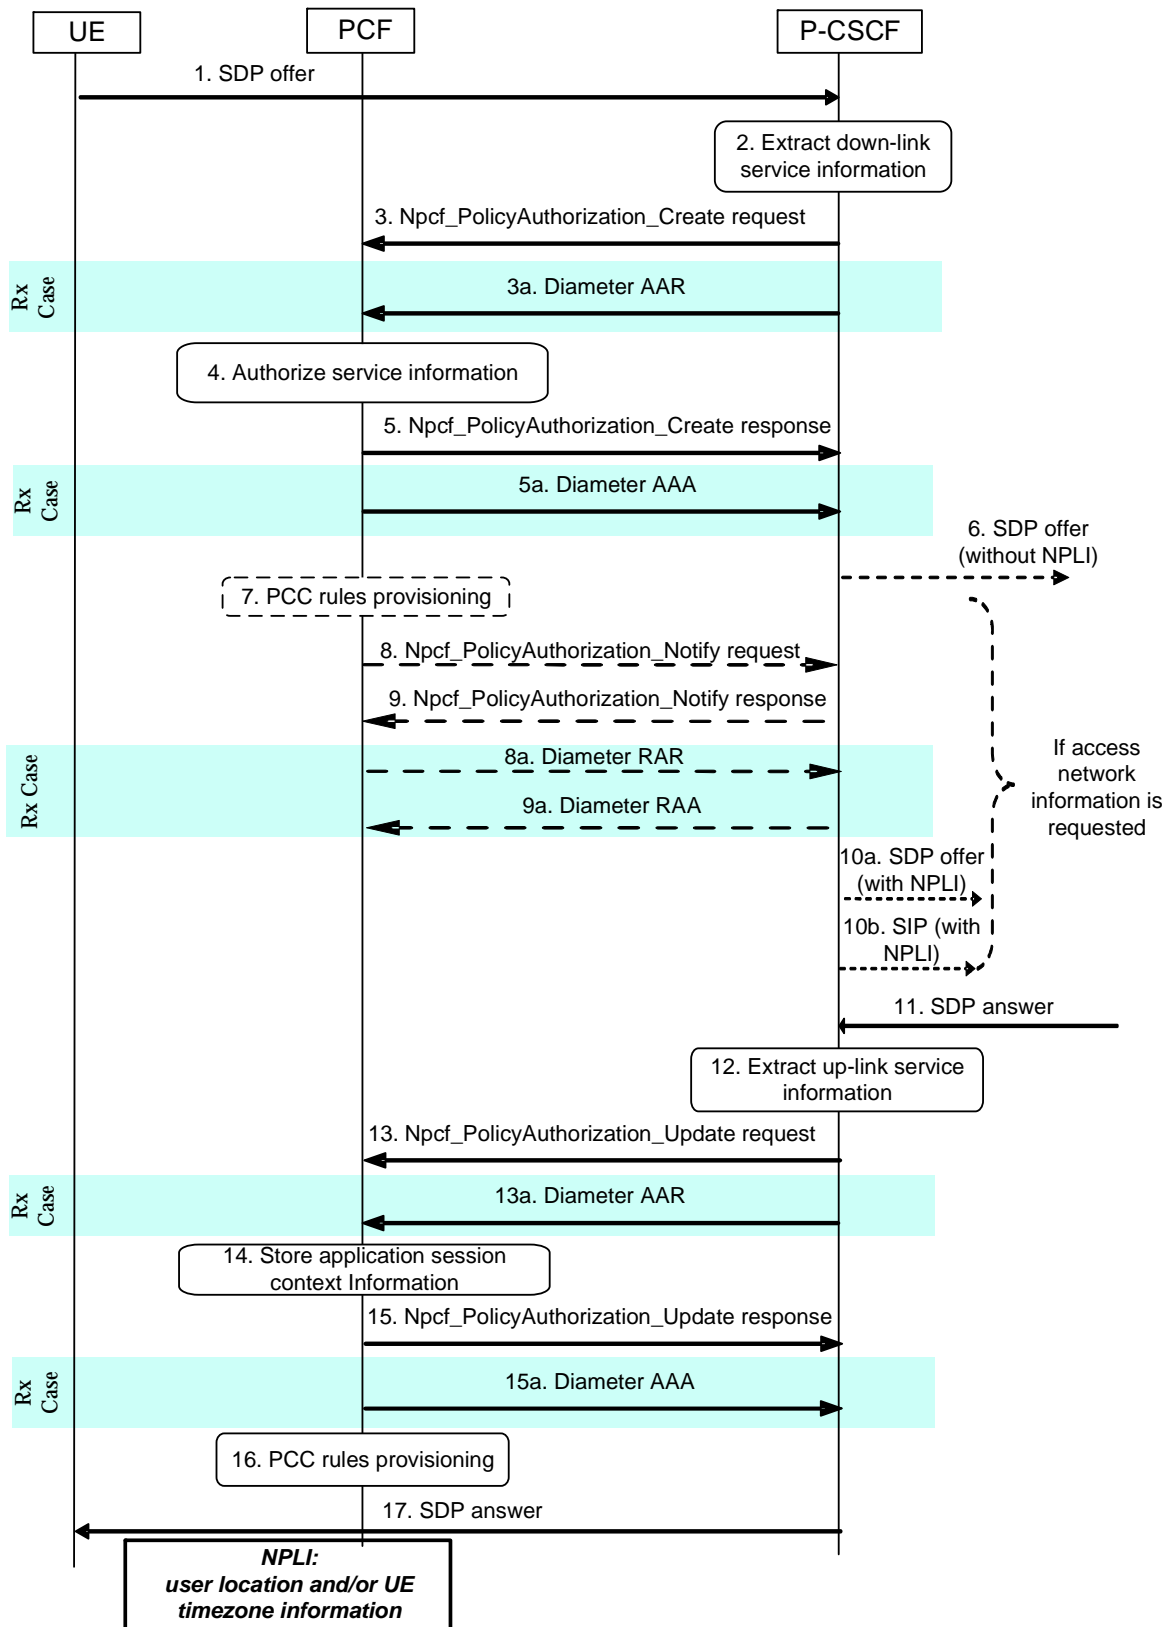 UE
PCF
P-CSCF
1. SDP offer
2. Extract down-link
service information
3. Npcf_PolicyAuthorization_Create request
Rx
Case
3a. Diameter AAR
4. Authorize service information
5. Npcf_PolicyAuthorization_Create response
Rx
Case
5a. Diameter AAA
6. SDP offer
(without NPLI)
7. PCC rules provisioning
8. Npcf_PolicyAuthorization_Notify request
9. Npcf_PolicyAuthorization_Notify response
Rx Case
8a. Diameter RAR
9a. Diameter RAA
If access
network
information is
requested
10a. SDP offer
(with NPLI)
10b. SIP (with
NPLI)
11. SDP answer
12. Extract up-link service
information
13. Npcf_PolicyAuthorization_Update request
Rx
Case
13a. Diameter AAR
14. Store application session
context Information
15. Npcf_PolicyAuthorization_Update response
Rx
Case
15a. Diameter AAA
16. PCC rules provisioning
17. SDP answer
NPLI:
user location and/or UE
timezone information